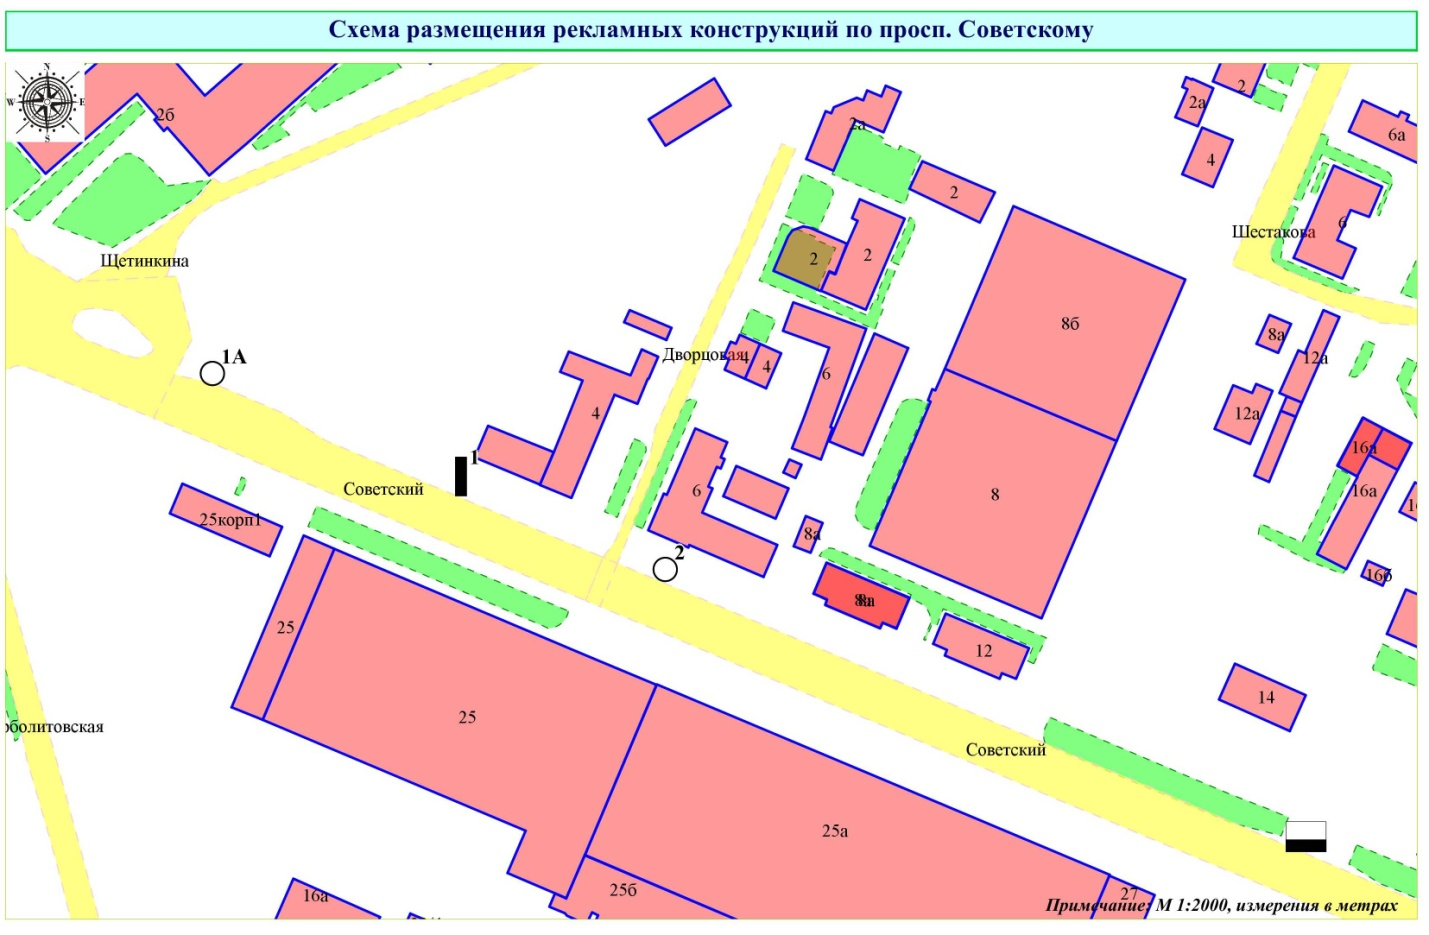 Схема размещения рекламных конструкций по просп. Советскому
N
W
E
S
2б
2а
2
2а
2
4
6а
2
2
2
6
Шестакова
Щетинкина
8б
8а
12а
1А
Дворцовая
4
4
6
4
12а
16а
16а
1
Советский
6
8
25корп1
2
8а
16б
8а
12
25
25
14
Советский
25
25а
25б
16а
27
Примечание: М 1:2000, измерения в метрах